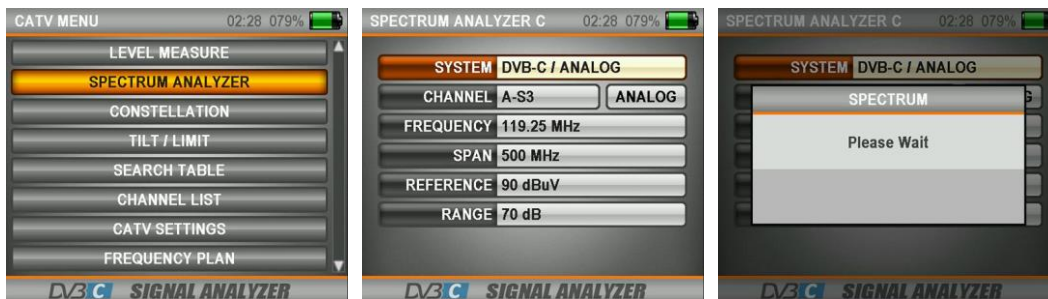 CATV MENU 02:28 079%
LEVEL MEASURE
SPECTRUM ANALYZER
CONSTELLATION
TILT / LIMIT
SEARCH TABLE
CHANNEL LIST
CATV SETTINGS
FREQUENCY PLAN
DVB C SIGNAL ANALYZER
SPECTRUM ANALYZER C 02:28 079%
SYSTEM DVB-C / ANALOG
CHANNEL A-S3 ANALOG
FREQUENCY 119.25 MHz
SPAN 500 MHz
REFERENCE 90 dBuV
RANGE 70 dB
DVB C SIGNAL ANALYZER
SPECTRUM ANALYZER C 02:28 079%
SYSTEM DVB-C / ANALOG
SPECTRUM
Please Wait
DVB C SIGNAL ANALYZER